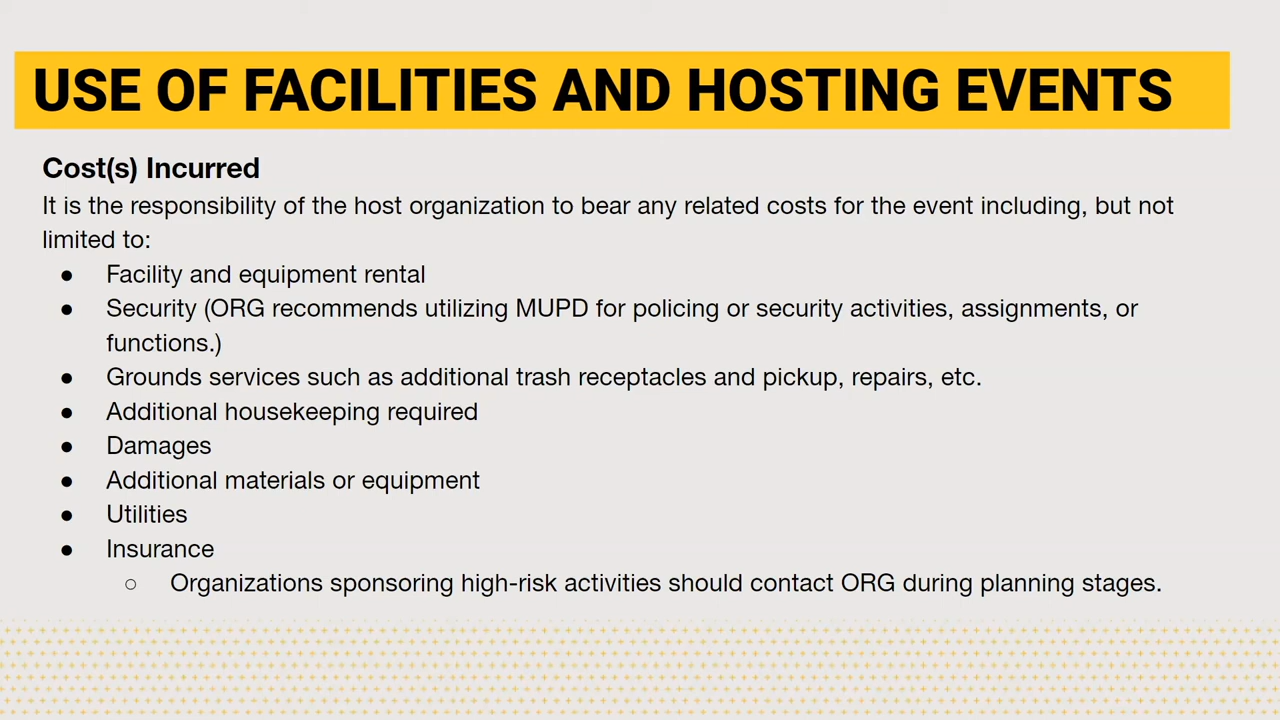 USE OF FACILITIES AND HOSTING EVENTS
Cost(s) Incurred
It is the responsibility of the host organization to bear any related costs for the event including, but not
limited to:
● Facility and equipment rental
● Security (ORG recommends utilizing MUPD for policing or security activities, assignments, or
functions.)
● Grounds services such as additional trash receptacles and pickup, repairs, etc.
● Additional housekeeping required
● Damages
● Additional materials or equipment
● Utilities
● Insurance
○ Organizations sponsoring high-risk activities should contact ORG during planning stages.